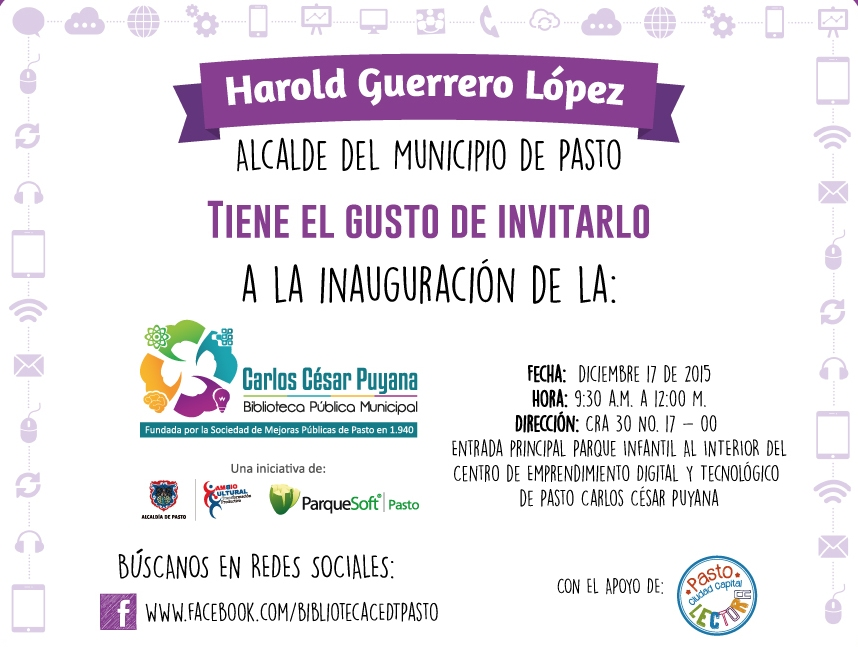 Harold Guerrero López
ALCALDE DEL MUNICIPIO DE PASTO
TIENE EL GUSTO DE INVITARLO
A LA INAUGURACIÓN DE LA:
Carlos César Puyana
Biblioteca Pública Municipal
Fundada por la Sociedad de Mejoras Públicas de Pasto en 1.940
Una iniciativa de:
ALCALDÍA DE PASTO
CAMBIO
CULTURAL
Transformación
Productiva
ParqueSoft | Pasto
FECHA: DICIEMBRE 17 DE 2015
HORA: 9:30 A.M. A 12:00 M.
DIRECCIÓN: CRA 30 NO. 17 – 00
ENTRADA PRINCIPAL PARQUE INFANTIL AL INTERIOR DEL
CENTRO DE EMPRENDIMIENTO DIGITAL Y TECNOLÓGICO
DE PASTO CARLOS CÉSAR PUYANA
BÚSCANOS EN REDES SOCIALES:
f WWW.FACEBOOK.COM/BIBLIOTECACEDTPASTO
CON EL APOYO DE:
Pasto
Ciudad Capital
LECTORA